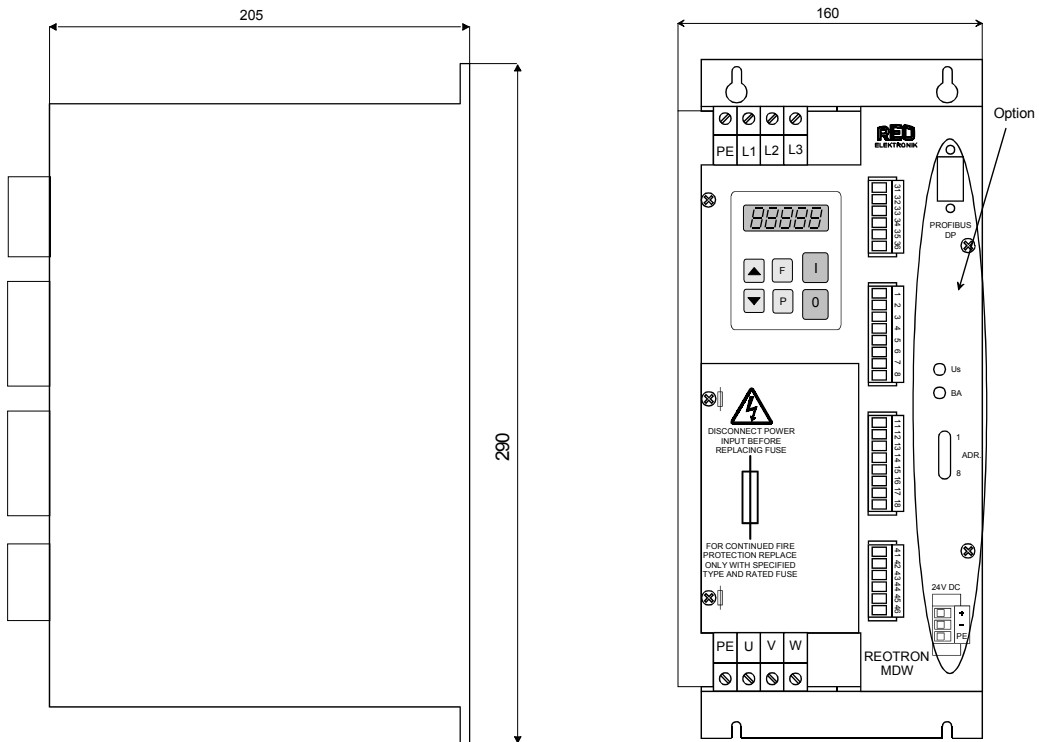 205
290
160
Option
REO
ELEKTRONIK
PE L1 L2 L3
88888
31
32
33
34
35
36
PROFIBUS
DP
F I
P 0
1
2
3
4
5
6
7
8
Us
BA
DISCONNECT POWER
INPUT BEFORE
REPLACING FUSE
11
12
13
14
15
16
17
18
1
ADR.
8
FOR CONTINUED FIRE
PROTECTION REPLACE
ONLY WITH SPECIFIED
TYPE AND RATED FUSE
41
42
43
44
45
46
24V DC
+
-
PE
PE U V W
REOTRON
MDW